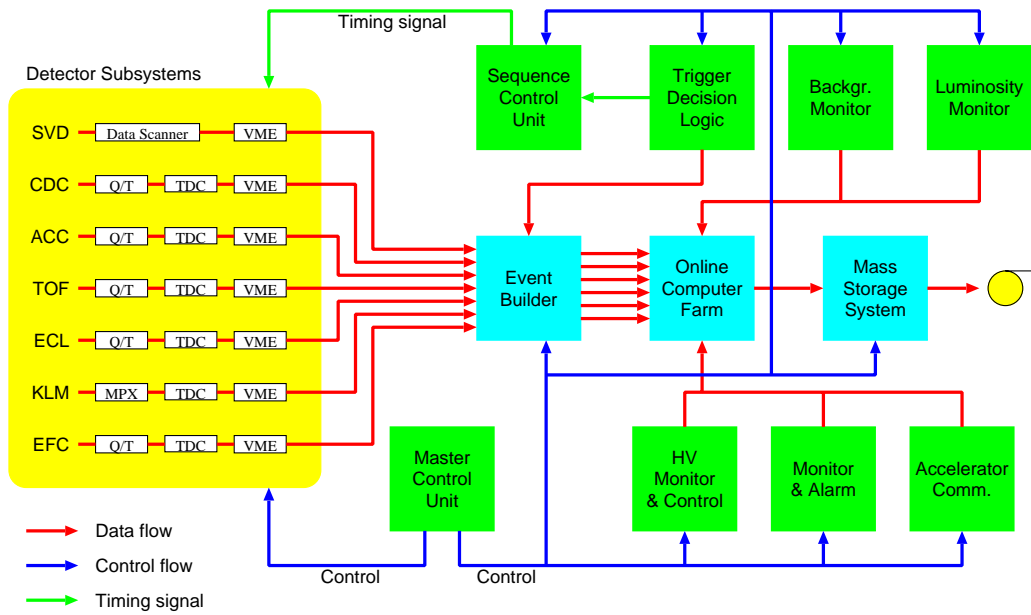 Timing signal
Detector Subsystems
Sequence
Control
Unit
Trigger
Decision
Logic
Backgr.
Monitor
Luminosity
Monitor
SVD Data Scanner VME
CDC Q/T TDC VME
ACC Q/T TDC VME
TOF Q/T TDC VME
ECL Q/T TDC VME
KLM MPX TDC VME
EFC Q/T TDC VME
Event
Builder
Online
Computer
Farm
Mass
Storage
System
Master
Control
Unit
HV
Monitor
& Control
Monitor
& Alarm
Accelerator
Comm.
Data flow
Control flow
Timing signal
Control
Control